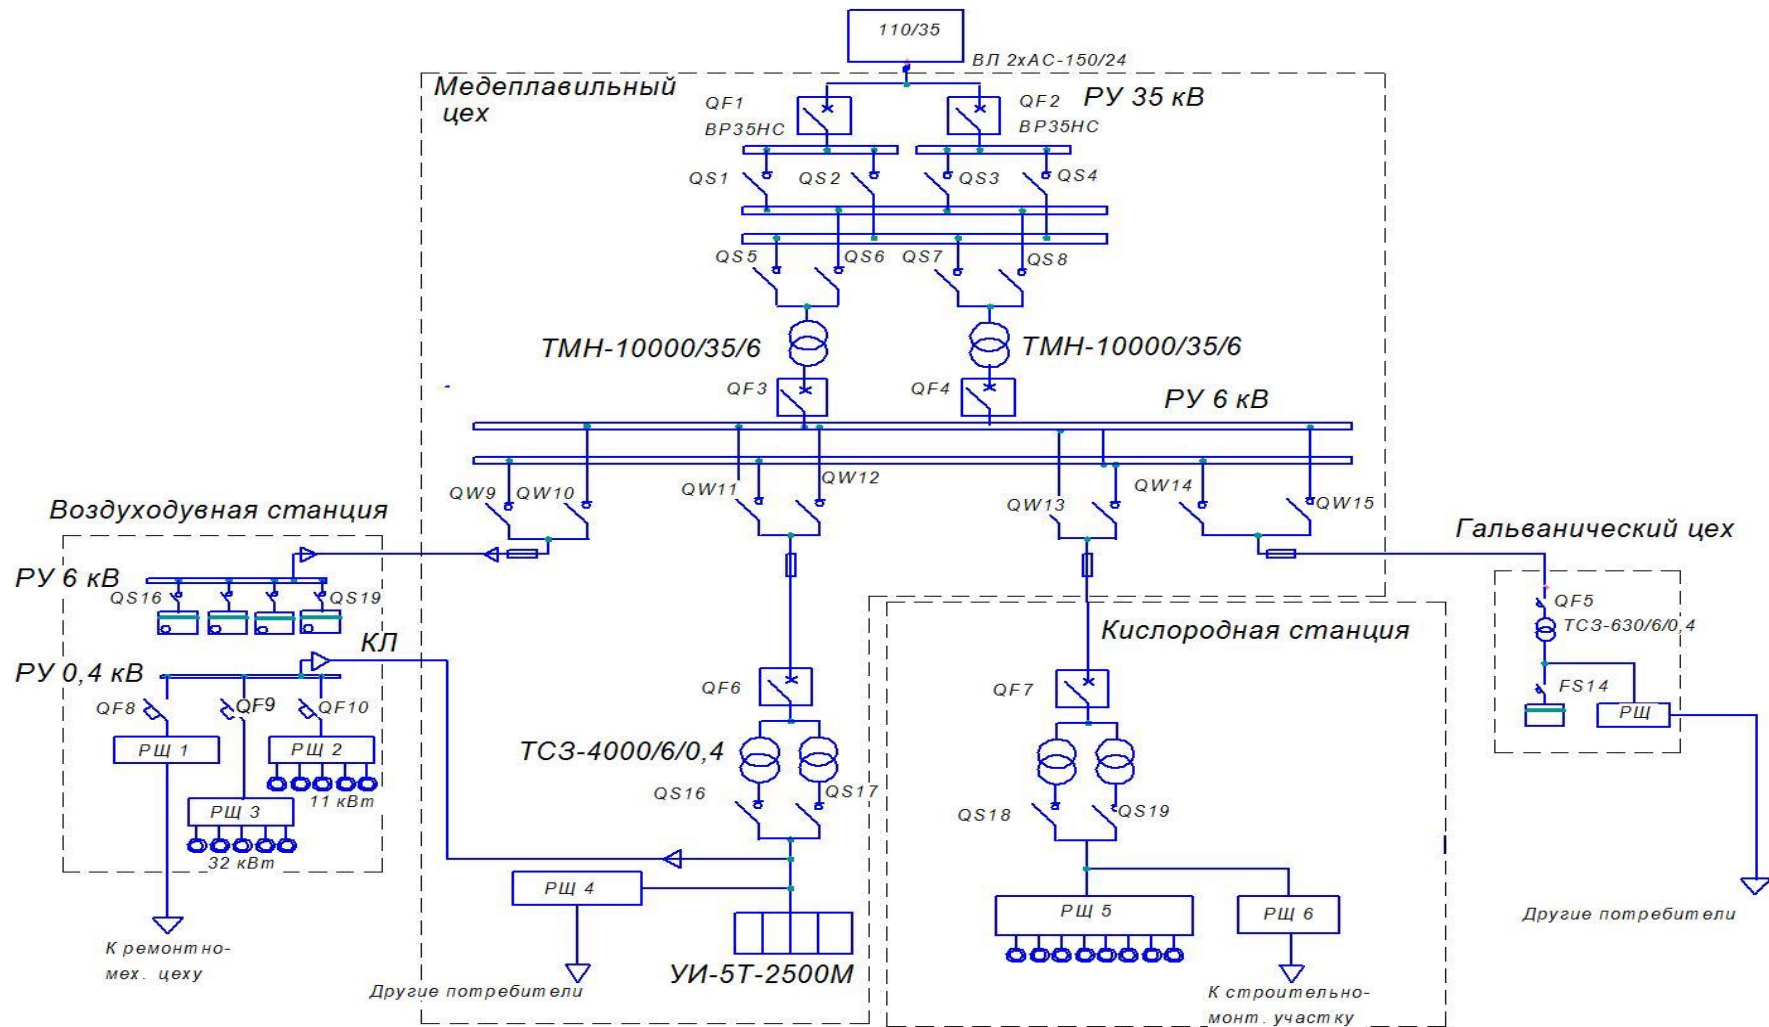 110/35
ВЛ 2хАС-150/24
Медеплавильный
цех
QF1
ВР35НС
QF2
ВР35НС
РУ 35 кВ
QS1
QS2
QS3
QS4
QS5
QS6
QS7
QS8
ТМН-10000/35/6
ТМН-10000/35/6
QF3
QF4
РУ 6 кВ
QW9
QW10
QW11
QW12
QW13
QW14
QW15
Воздуходувная станция
РУ 6 кВ
QS16
QS19
КЛ
РУ 0,4 кВ
QF8
QF9
QF10
РЩ 1
РЩ 2
11 кВт
РЩ 3
32 кВт
К ремонтно-
мех. цеху
QF6
ТСЗ-4000/6/0,4
QS16
QS17
РЩ 4
УИ-5Т-2500М
Другие потребители
Кислородная станция
QF7
QS18
QS19
РЩ 5
РЩ 6
К строительно-
монт. участку
Гальванический цех
QF5
ТСЗ-630/6/0,4
FS14
РЩ
Другие потребители